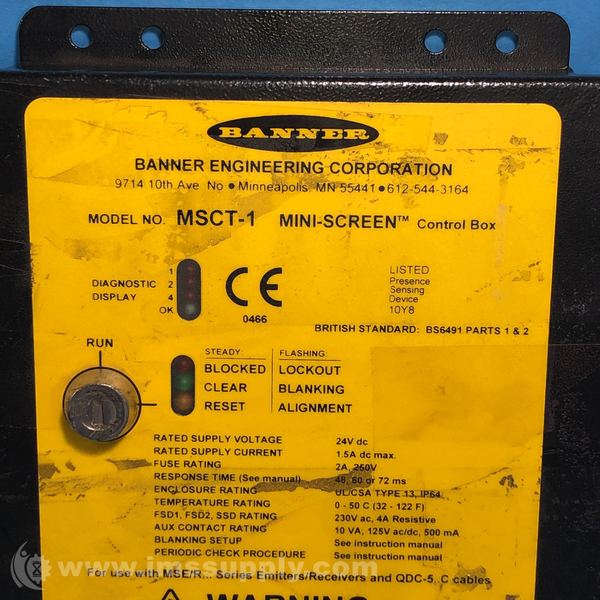 BANNER
BANNER ENGINEERING CORPORATION
9714 10th Ave No • Minneapolis MN 55441 • 612-544-3164
MODEL NO. MSCT-1 MINI-SCREEN™ Control Box
DIAGNOSTIC DISPLAY
1
2
4
OK
CE
0466
LISTED
Presence
Sensing
Device
10Y8
BRITISH STANDARD: BS6491 PARTS 1 & 2
RUN
STEADY FLASHING:
BLOCKED LOCKOUT
CLEAR BLANKING
RESET ALIGNMENT
RATED SUPPLY VOLTAGE 24V dc
RATED SUPPLY CURRENT 1.5A dc max.
FUSE RATING 2A, 250V
RESPONSE TIME (See manual) 48, 60 or 72 ms
ENCLOSURE RATING UL/CSA TYPE 13, IP64
TEMPERATURE RATING 0 - 50 C (32 - 122 F)
FSD1, FSD2, SSD RATING 230V ac, 4A Resistive
AUX CONTACT RATING 10 VA, 125V ac/dc, 500 mA
BLANKING SETUP See instruction manual
PERIODIC CHECK PROCEDURE See instruction manual
For use with MSE/R... Series Emitters/Receivers and QDC-5.. C cables
WARNING
www.imssupply.com